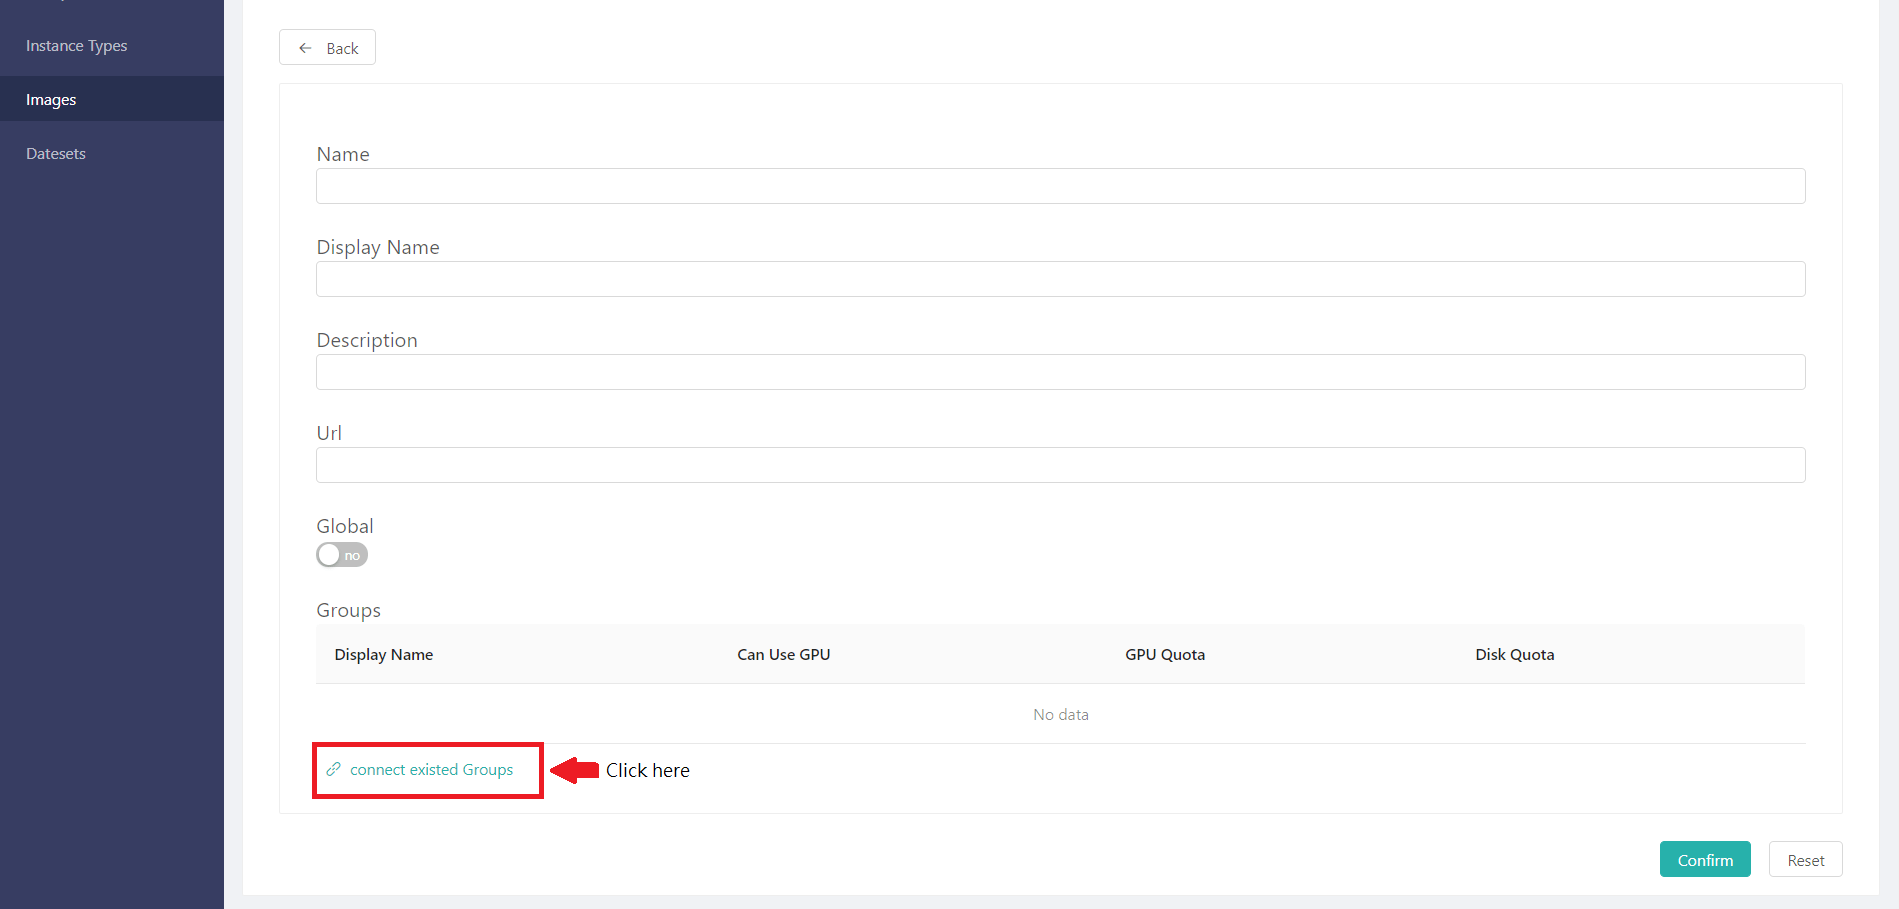 Instance Types
Images
Datesets
Back
Name
Display Name
Description
Url
Global
no
Groups
Display Name Can Use GPU GPU Quota Disk Quota
No data
connect existed Groups Click here
Confirm Reset